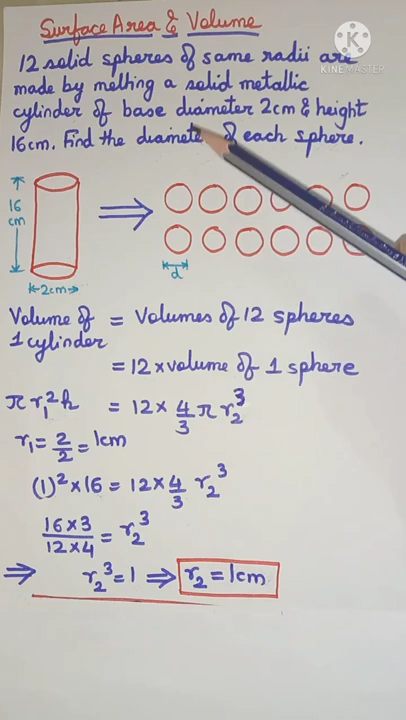 Surface Area & Volume
12 solid spheres of same radii are
KINEMASTER
made by melting a solid metallic
cylinder of base diameter 2cm & height
16cm. Find the diamete of each sphere.
16
cm
2cm
d
Volume of = Volumes of 12 spheres
1 cylinder
= 12 × volume of 1 sphere
π r₁² h = 12 × 4/3 π r₂³
r₁ = 2/2 = 1cm
(1)² × 16 = 12 × 4/3 r₂³
16 × 3 / 12 × 4 = r₂³
⇒ r₂³ = 1 ⇒ r₂ = 1cm